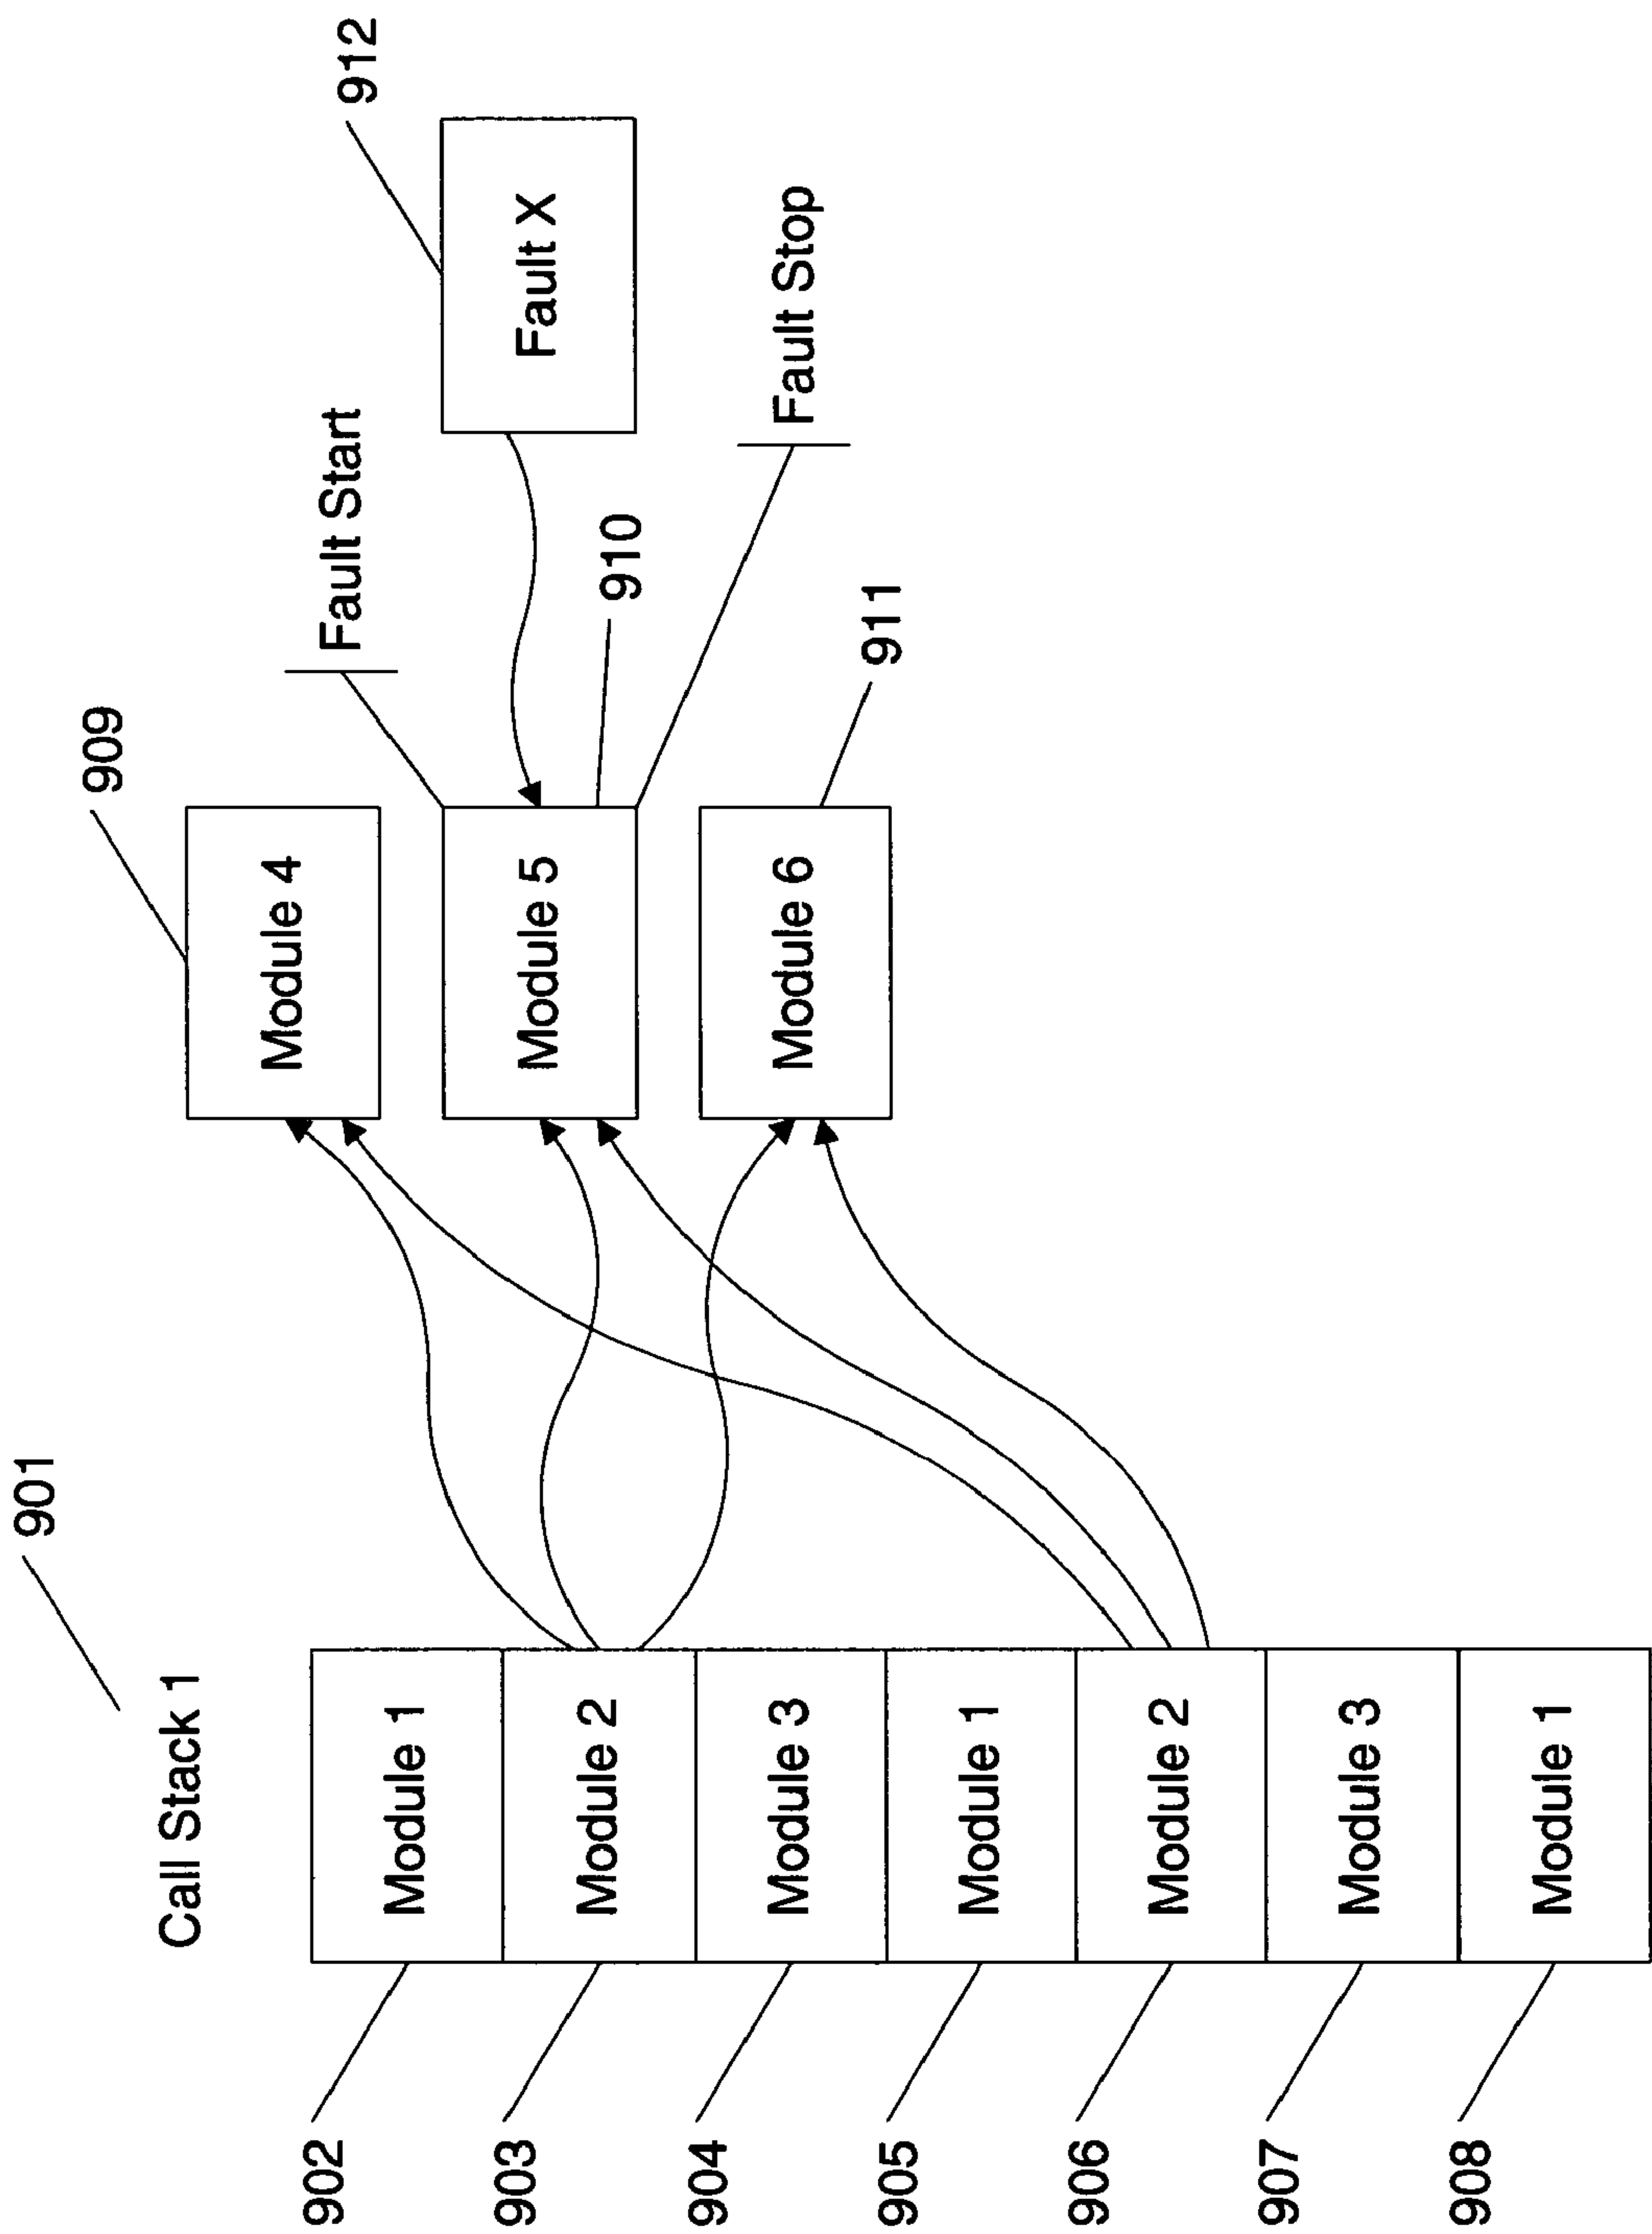 901
Call Stack 1
902
Module 1
903
Module 2
904
Module 3
905
Module 1
906
Module 2
907
Module 3
908
Module 1
909
Module 4
Module 5
910
Module 6
911
Fault Start
Fault Stop
Fault X
912